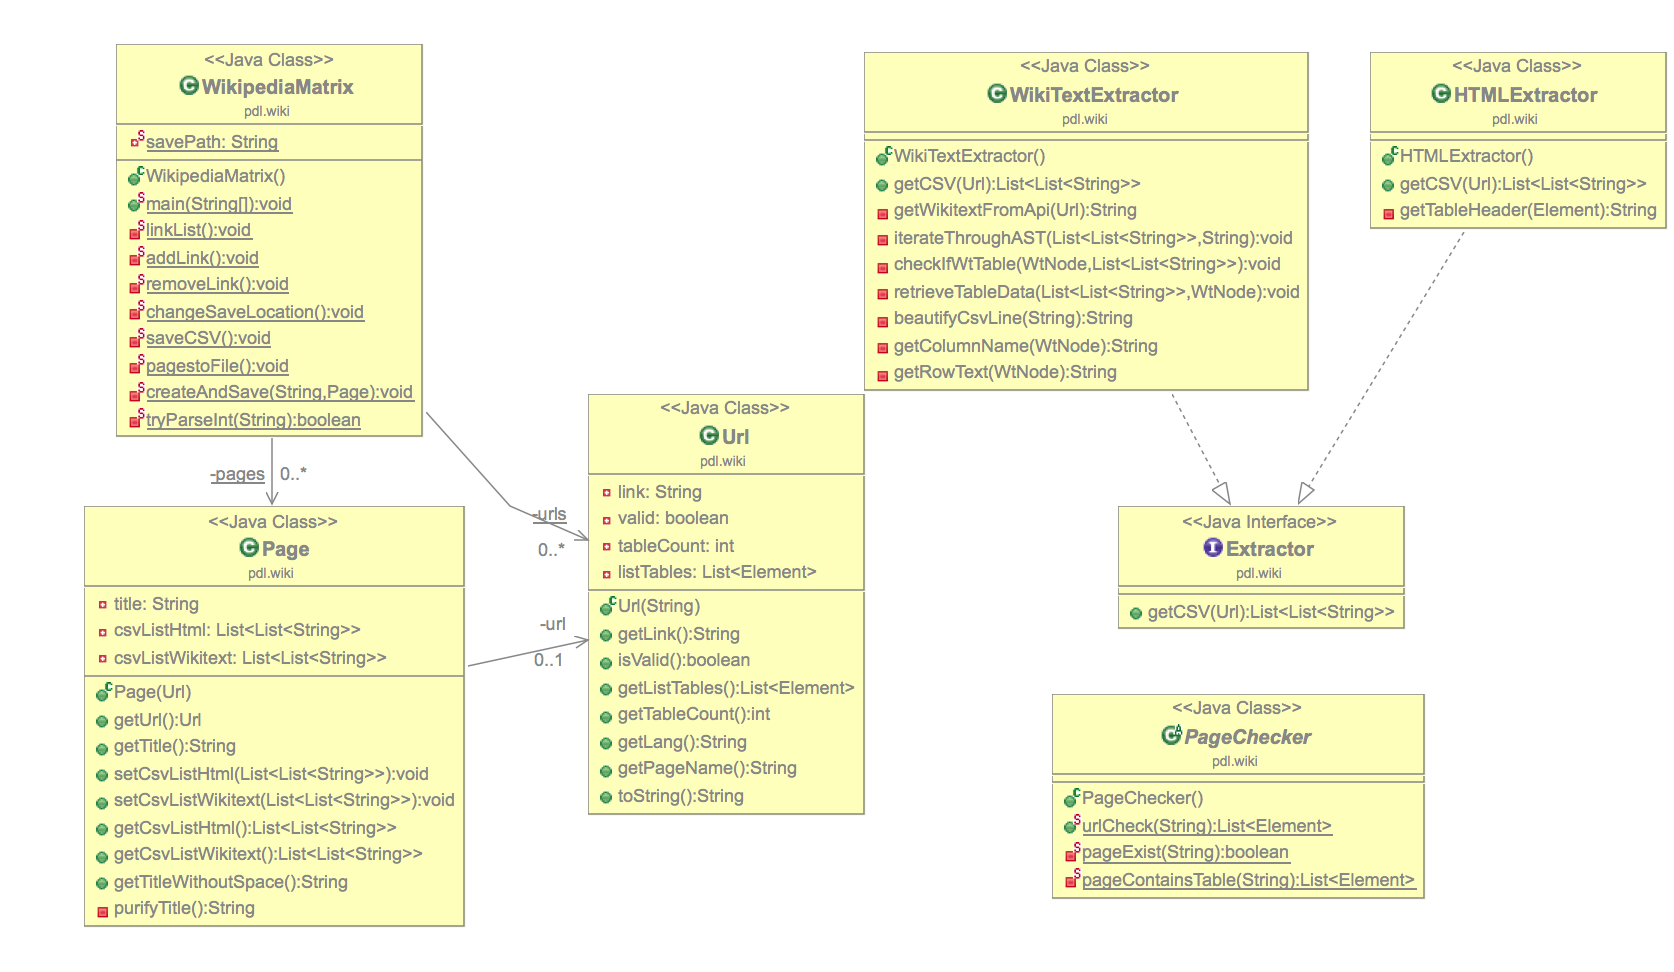 <<Java Class>>
WikipediaMatrix
pdl.wiki
savePath: String
WikipediaMatrix()
main(String[]):void
linkList():void
addLink():void
removeLink():void
changeSaveLocation():void
saveCSV():void
pagestoFile():void
createAndSave(String,Page):void
tryParseInt(String):boolean
-pages
0..*
-urls
0..*
<<Java Class>>
Page
pdl.wiki
title: String
csvListHtml: List<List<String>>
csvListWikitext: List<List<String>>
Page(Url)
getUrl():Url
getTitle():String
setCsvListHtml(List<List<String>>):void
setCsvListWikitext(List<List<String>>):void
getCsvListHtml():List<List<String>>
getCsvListWikitext():List<List<String>>
getTitleWithoutSpace():String
purifyTitle():String
-url
0..1
<<Java Class>>
Url
pdl.wiki
link: String
valid: boolean
tableCount: int
listTables: List<Element>
Url(String)
getLink():String
isValid():boolean
getListTables():List<Element>
getTableCount():int
getLang():String
getPageName():String
toString():String
<<Java Class>>
WikiTextExtractor
pdl.wiki
WikiTextExtractor()
getCSV(Url):List<List<String>>
getWikitextFromApi(Url):String
iterateThroughAST(List<List<String>>,String):void
checkIfWtTable(WtNode,List<List<String>>):void
retrieveTableData(List<List<String>>,WtNode):void
beautifyCsvLine(String):String
getColumnName(WtNode):String
getRowText(WtNode):String
<<Java Class>>
HTMLExtractor
pdl.wiki
HTMLExtractor()
getCSV(Url):List<List<String>>
getTableHeader(Element):String
<<Java Interface>>
Extractor
pdl.wiki
getCSV(Url):List<List<String>>
<<Java Class>>
PageChecker
pdl.wiki
PageChecker()
urlCheck(String):List<Element>
pageExist(String):boolean
pageContainsTable(String):List<Element>